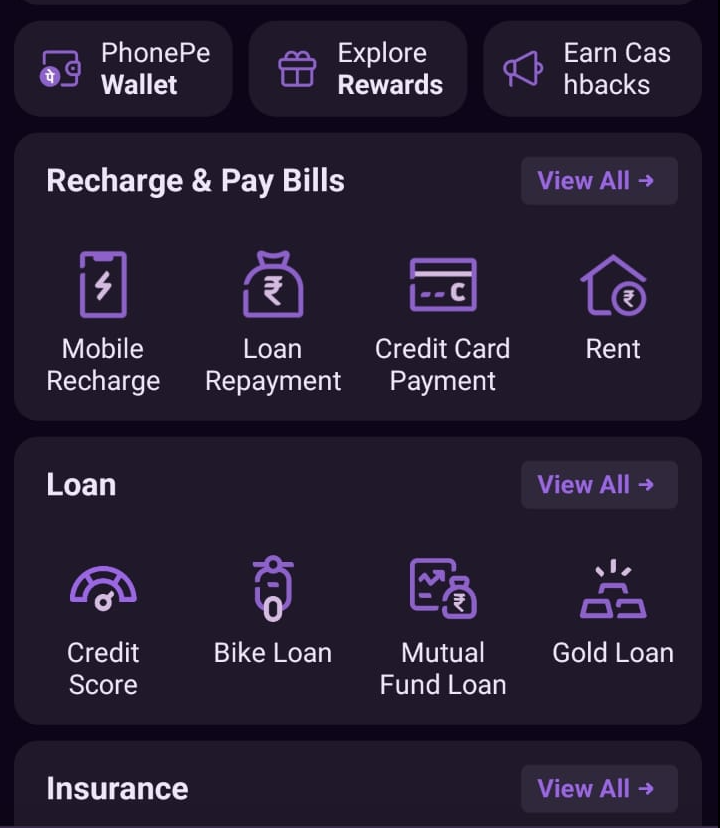 PhonePe
Wallet
Explore
Rewards
Earn Cas
hbacks
पे
Recharge & Pay Bills
View All →
₹
C
₹
Mobile
Recharge
Loan
Repayment
Credit Card
Payment
Rent
Loan
View All →
₹
Credit
Score
Bike Loan
Mutual
Fund Loan
Gold Loan
Insurance
View All →